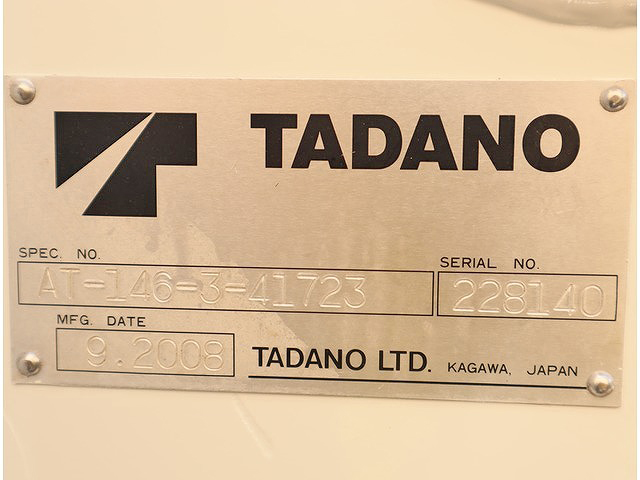 TADANO
SPEC. NO.
AT-146-3-41723
SERIAL NO.
228140
MFG. DATE
9.2008
TADANO LTD. KAGAWA, JAPAN